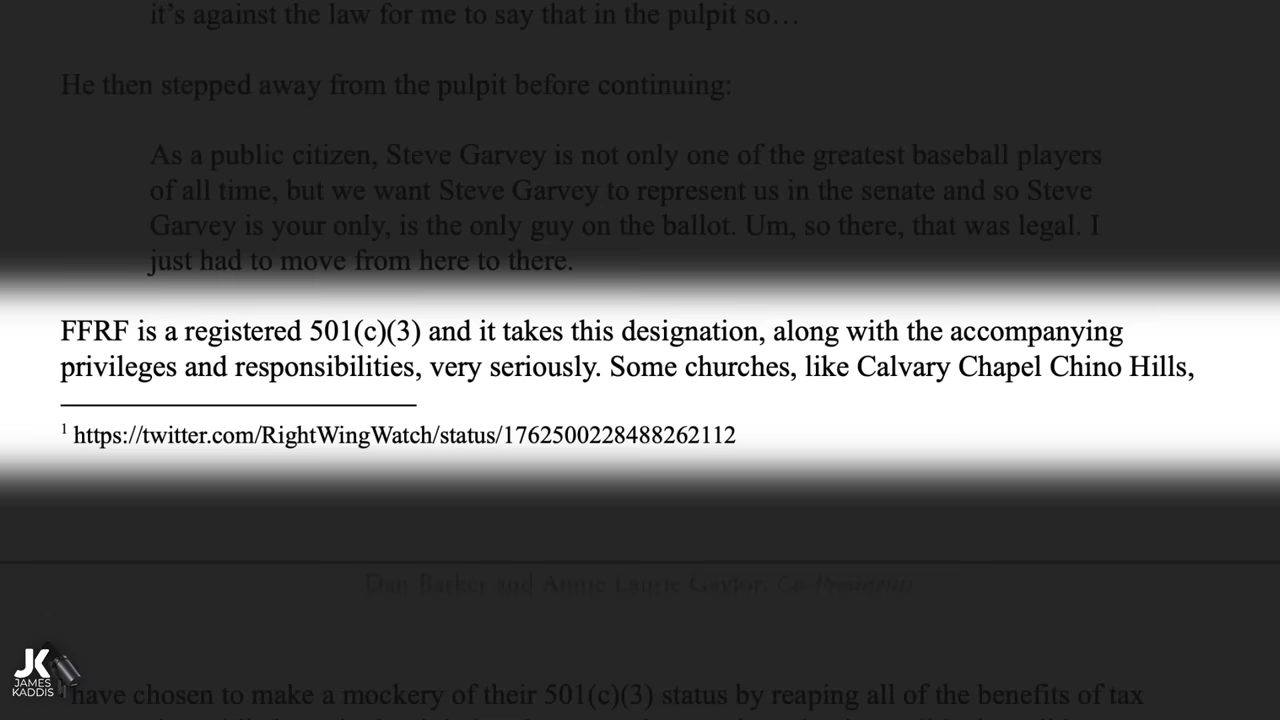 it’s against the law for me to say that in the pulpit so…
He then stepped away from the pulpit before continuing:
As a public citizen, Steve Garvey is not only one of the greatest baseball players
of all time, but we want Steve Garvey to represent us in the senate and so Steve
Garvey is your only, is the only guy on the ballot. Um, so there, that was legal. I
just had to move from here to there.
FFRF is a registered 501(c)(3) and it takes this designation, along with the accompanying
privileges and responsibilities, very seriously. Some churches, like Calvary Chapel Chino Hills,
1 https://twitter.com/RightWingWatch/status/1762500228488262112
Dan Barker and Annie Laurie Gaylor, Co-Presidents
have chosen to make a mockery of their 501(c)(3) status by reaping all of the benefits of tax
JK
JAMES
KADDIS